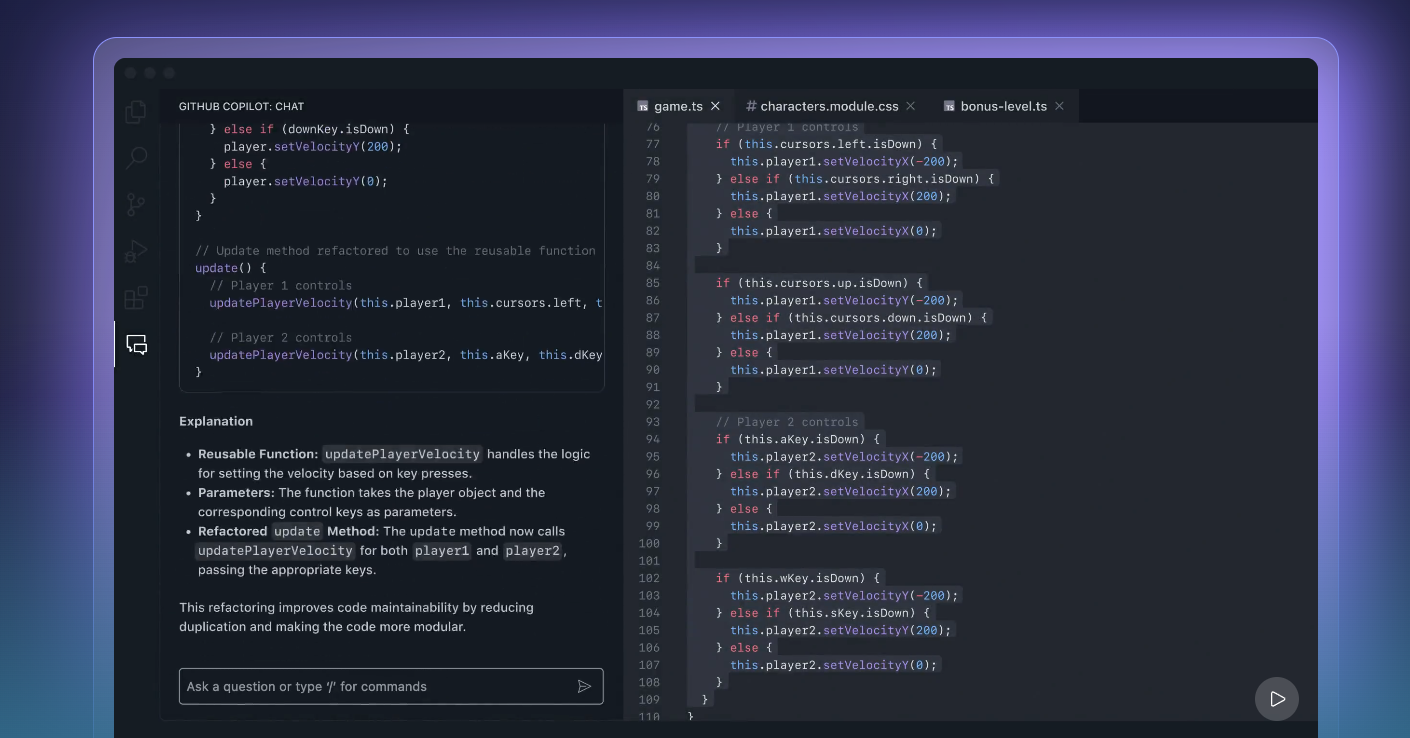 GITHUB COPILOT: CHAT
} else if (downKey.isDown) {
player.setVelocityY(200);
} else {
player.setVelocityY(0);
}
}
// Update method refactored to use the reusable function
update() {
// Player 1 controls
updatePlayerVelocity(this.player1, this.cursors.left, t
// Player 2 controls
updatePlayerVelocity(this.player2, this.aKey, this.dKey
}
Explanation
• Reusable Function: updatePlayerVelocity handles the logic
for setting the velocity based on key presses.
• Parameters: The function takes the player object and the
corresponding control keys as parameters.
• Refactored update Method: The update method now calls
updatePlayerVelocity for both player1 and player2,
passing the appropriate keys.
This refactoring improves code maintainability by reducing
duplication and making the code more modular.
Ask a question or type ‘/’ for commands
TS game.ts × # characters.module.css × TS bonus-level.ts ×
76 // Player 1 controls
77 if (this.cursors.left.isDown) {
78 this.player1.setVelocityX(-200);
79 } else if (this.cursors.right.isDown) {
80 this.player1.setVelocityX(200);
81 } else {
82 this.player1.setVelocityX(0);
83 }
84
85 if (this.cursors.up.isDown) {
86 this.player1.setVelocityY(-200);
87 } else if (this.cursors.down.isDown) {
88 this.player1.setVelocityY(200);
89 } else {
90 this.player1.setVelocityY(0);
91 }
92
93 // Player 2 controls
94 if (this.aKey.isDown) {
95 this.player2.setVelocityX(-200);
96 } else if (this.dKey.isDown) {
97 this.player2.setVelocityX(200);
98 } else {
99 this.player2.setVelocityX(0);
100 }
101
102 if (this.wKey.isDown) {
103 this.player2.setVelocityY(-200);
104 } else if (this.sKey.isDown) {
105 this.player2.setVelocityY(200);
106 } else {
107 this.player2.setVelocityY(0);
108 }
109 }
110 }